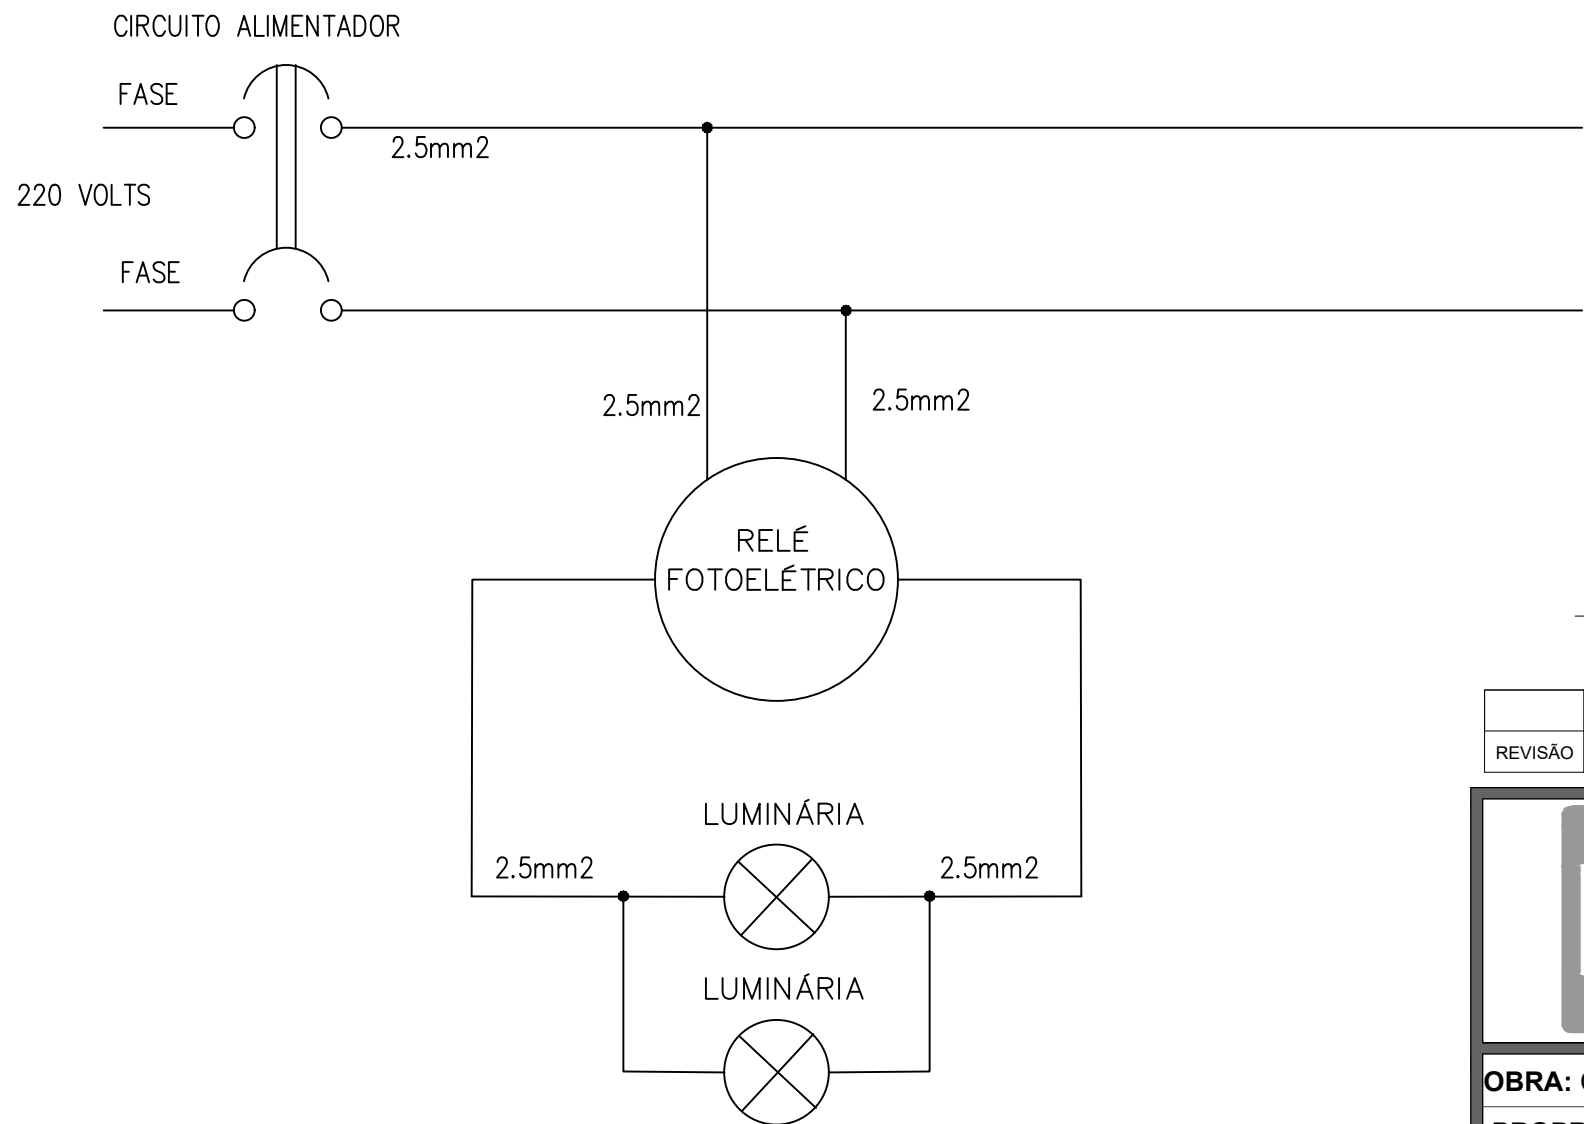 CIRCUITO ALIMENTADOR
FASE
2.5mm2
220 VOLTS
FASE
2.5mm2
2.5mm2
RELÉ
FOTOELÉTRICO
REVISÃO
LUMINÁRIA
2.5mm2
2.5mm2
LUMINÁRIA
OBRA: